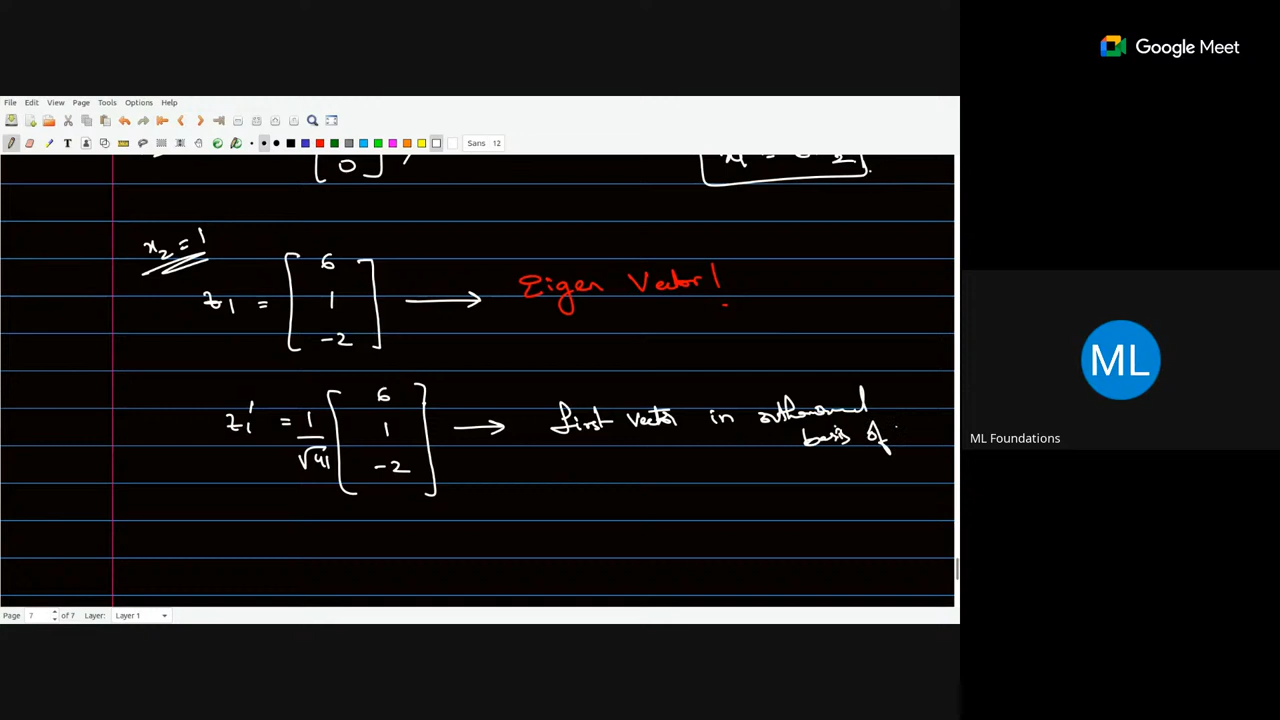 Google Meet
File Edit View Page Tools Options Help
Sans 12
[ 0 ]
x₂ = 1
z₁ = [ 6 1 -2 ] → Eigen Vector!
z₁' = 1/√41 [ 6 1 -2 ] → first vector in orthonormal
basis of
ML
ML Foundations
Page 7 of 7 Layer: Layer 1